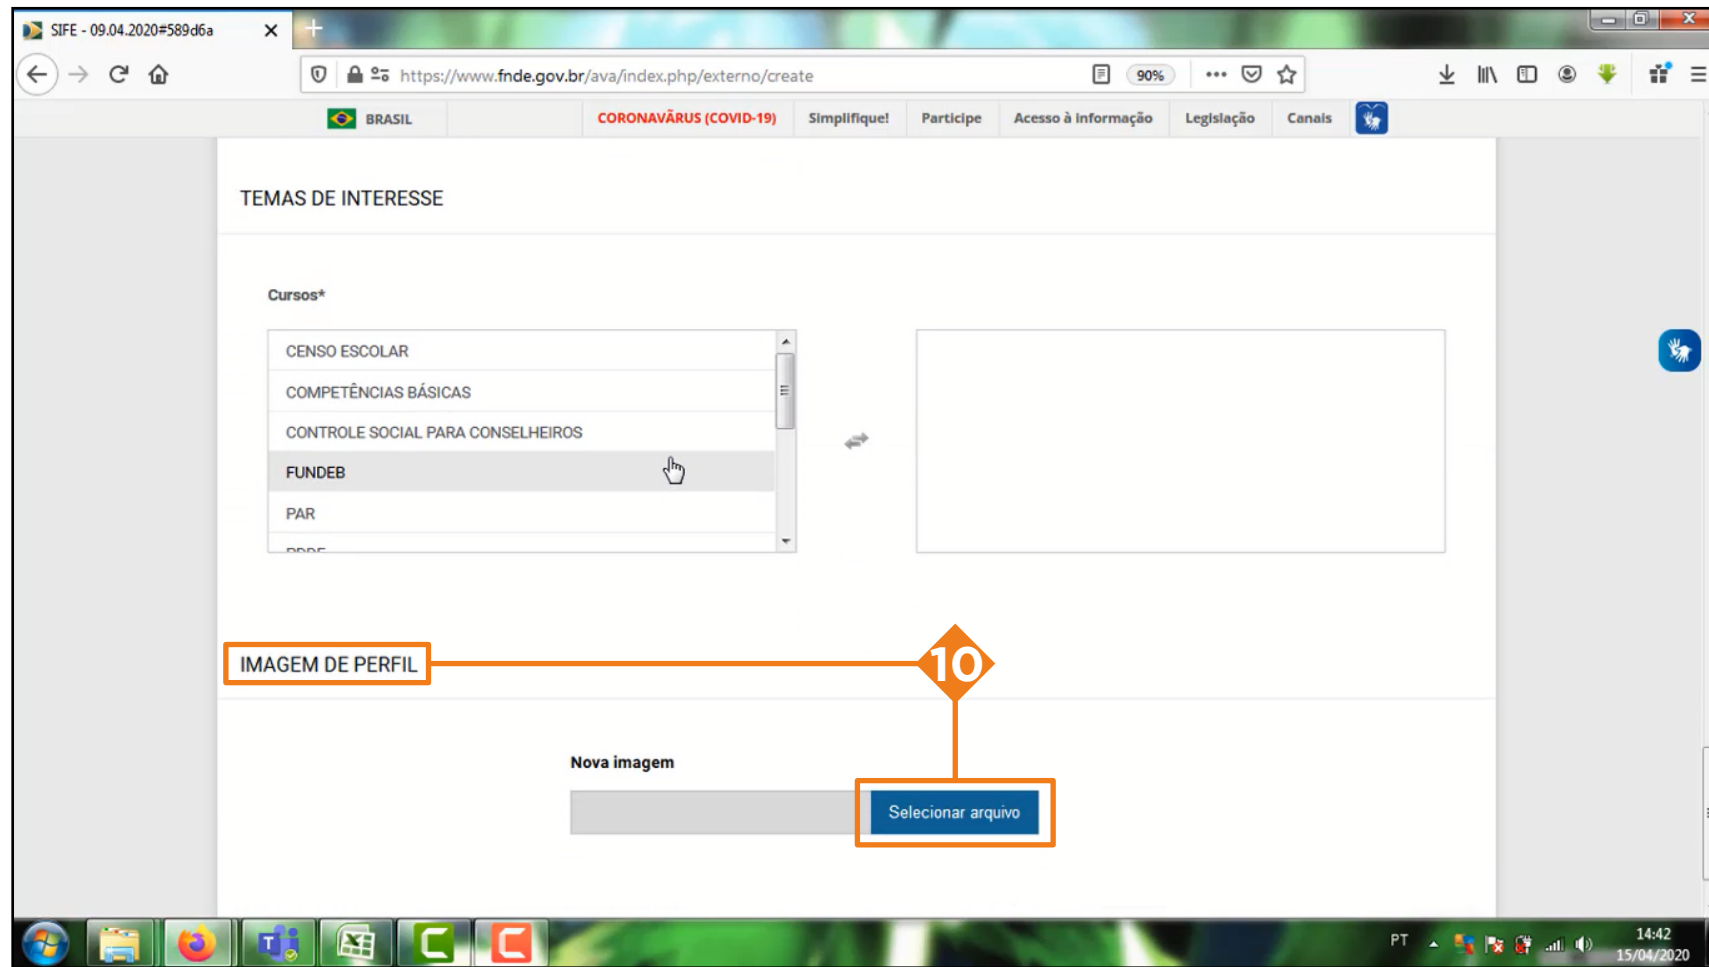 SIFE - 09.04.2020#589d6a
https://www.fnde.gov.br/ava/index.php/externo/create
90%
BRASIL
CORONAVÃRUS (COVID-19)
Simplifique!
Participe
Acesso à informação
Legislação
Canais
TEMAS DE INTERESSE
Cursos*
CENSO ESCOLAR
COMPETÊNCIAS BÁSICAS
CONTROLE SOCIAL PARA CONSELHEIROS
FUNDEB
PAR
IMAGEM DE PERFIL
10
Nova imagem
Selecionar arquivo
PT
14:42
15/04/2020